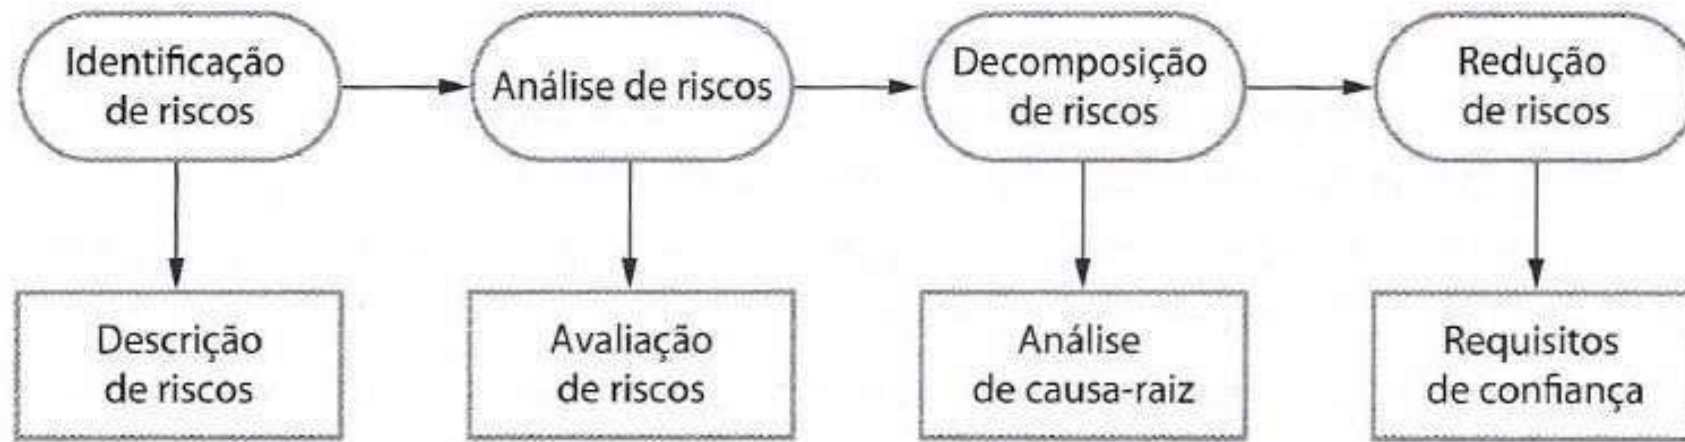 Identificação
de riscos
Análise de riscos
Decomposição
de riscos
Redução
de riscos
Descrição
de riscos
Avaliação
de riscos
Análise
de causa-raiz
Requisitos
de confiança